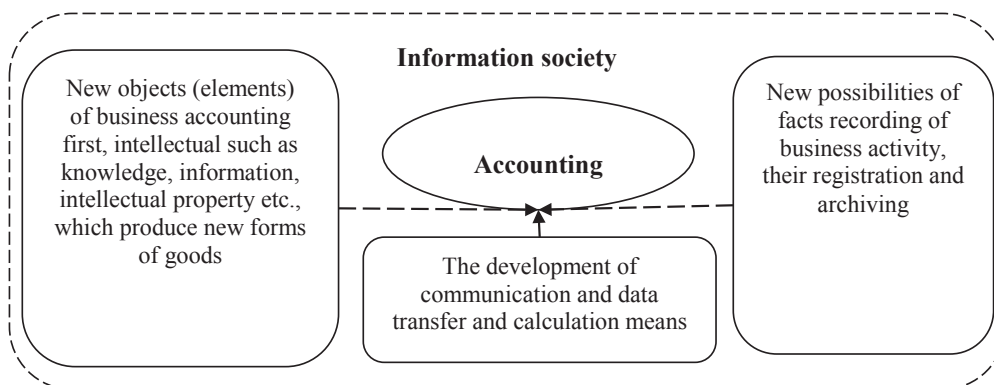 Information society
New objects (elements)
of business accounting
first, intellectual such as
knowledge, information,
intellectual property etc.,
which produce new forms
of goods
Accounting
New possibilities of
facts recording of
business activity,
their registration and
archiving
The development of
communication and data
transfer and calculation means